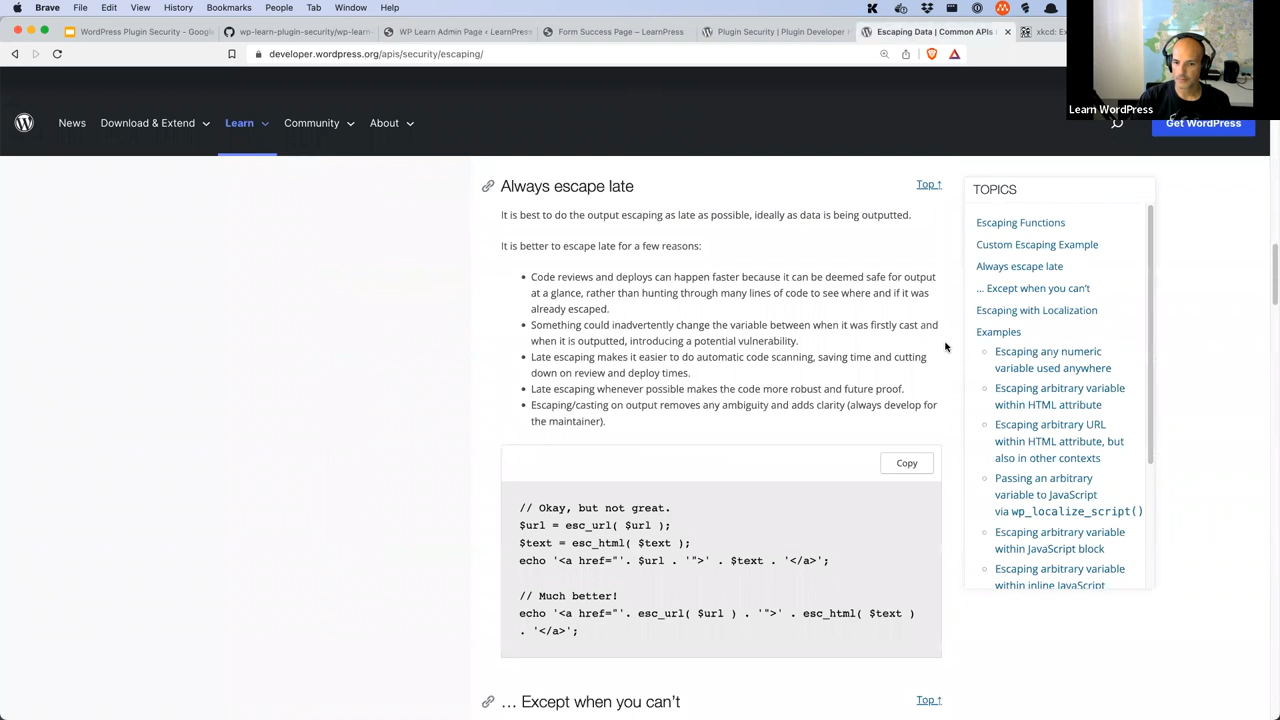 Brave File Edit View History Bookmarks People Tab Window Help
WordPress Plugin Security - Googl
wp-learn-plugin-security/wp-learn
WP Learn Admin Page ‹ LearnPress
Form Success Page – LearnPress
Plugin Security | Plugin Developer
Escaping Data | Common APIs
xkcd: Ex
developer.wordpress.org/apis/security/escaping/
Learn WordPress
News Download & Extend Learn Community About
Get WordPress
Always escape late
Top ↑
It is best to do the output escaping as late as possible, ideally as data is being outputted.
It is better to escape late for a few reasons:
• Code reviews and deploys can happen faster because it can be deemed safe for output
at a glance, rather than hunting through many lines of code to see where and if it was
already escaped.
• Something could inadvertently change the variable between when it was firstly cast and
when it is outputted, introducing a potential vulnerability.
• Late escaping makes it easier to do automatic code scanning, saving time and cutting
down on review and deploy times.
• Late escaping whenever possible makes the code more robust and future proof.
• Escaping/casting on output removes any ambiguity and adds clarity (always develop for
the maintainer).
Copy
// Okay, but not great.
$url = esc_url( $url );
$text = esc_html( $text );
echo '<a href="'. $url . '">' . $text . '</a>';
// Much better!
echo '<a href="'. esc_url( $url ) . '">' . esc_html( $text )
. '</a>';
… Except when you can't
Top ↑
TOPICS
Escaping Functions
Custom Escaping Example
Always escape late
… Except when you can't
Escaping with Localization
Examples
Escaping any numeric
variable used anywhere
Escaping arbitrary variable
within HTML attribute
Escaping arbitrary URL
within HTML attribute, but
also in other contexts
Passing an arbitrary
variable to JavaScript
via wp_localize_script()
Escaping arbitrary variable
within JavaScript block
Escaping arbitrary variable
within inline JavaScript